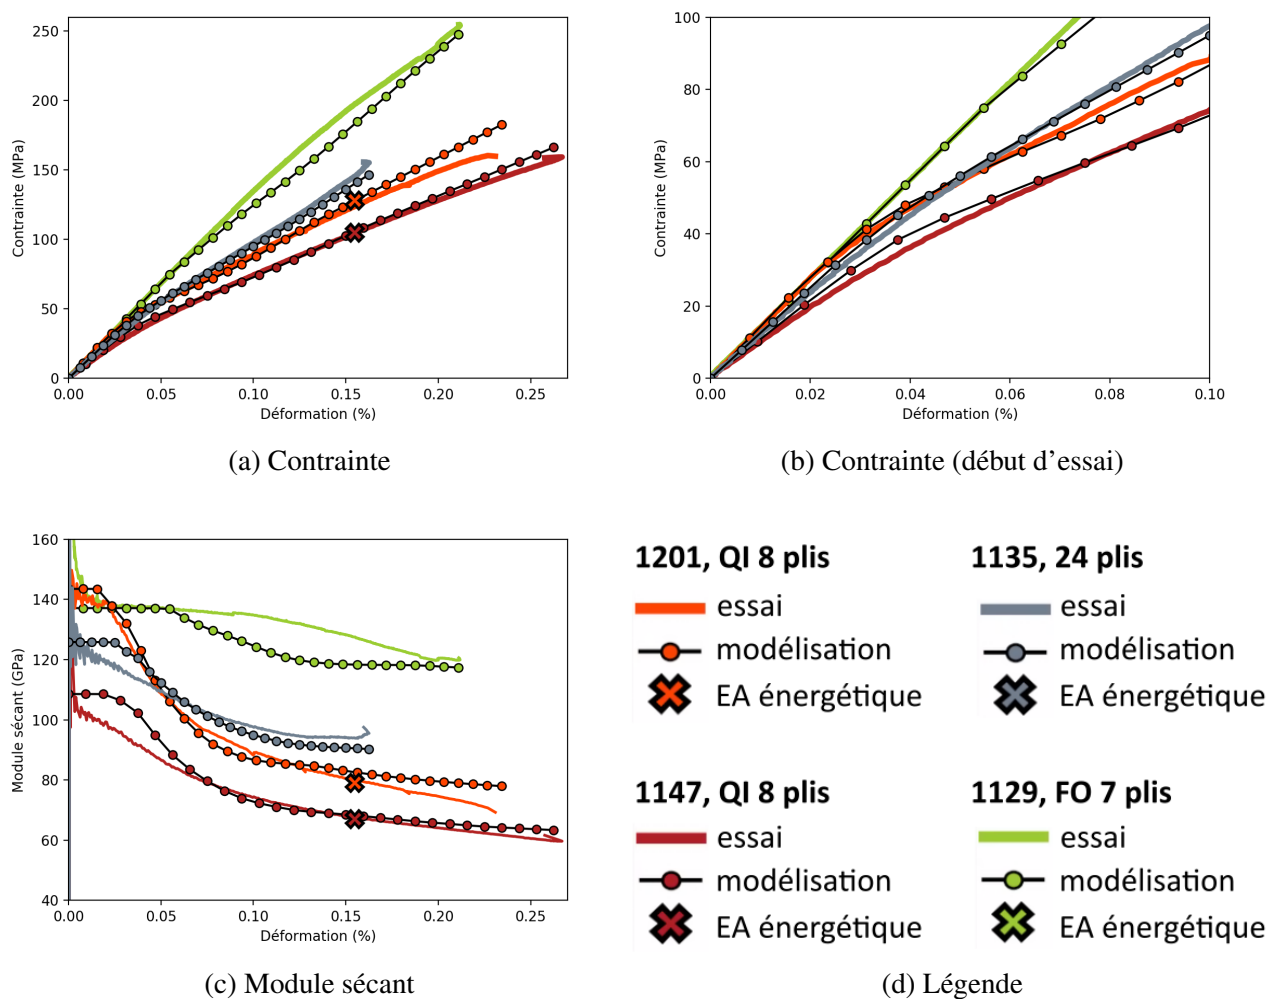 250
200
150
100
50
0
Contrainte (MPa)
0.00 0.05 0.10 0.15 0.20 0.25
Déformation (%)
(a) Contrainte
100
80
60
40
20
0
Contrainte (MPa)
0.00 0.02 0.04 0.06 0.08 0.10
Déformation (%)
(b) Contrainte (début d’essai)
160
140
120
100
80
60
40
Module sécant (GPa)
0.00 0.05 0.10 0.15 0.20 0.25
Déformation (%)
(c) Module sécant
1201, QI 8 plis
essai
modélisation
EA énergétique
1135, 24 plis
essai
modélisation
EA énergétique
1147, QI 8 plis
essai
modélisation
EA énergétique
1129, FO 7 plis
essai
modélisation
EA énergétique
(d) Légende